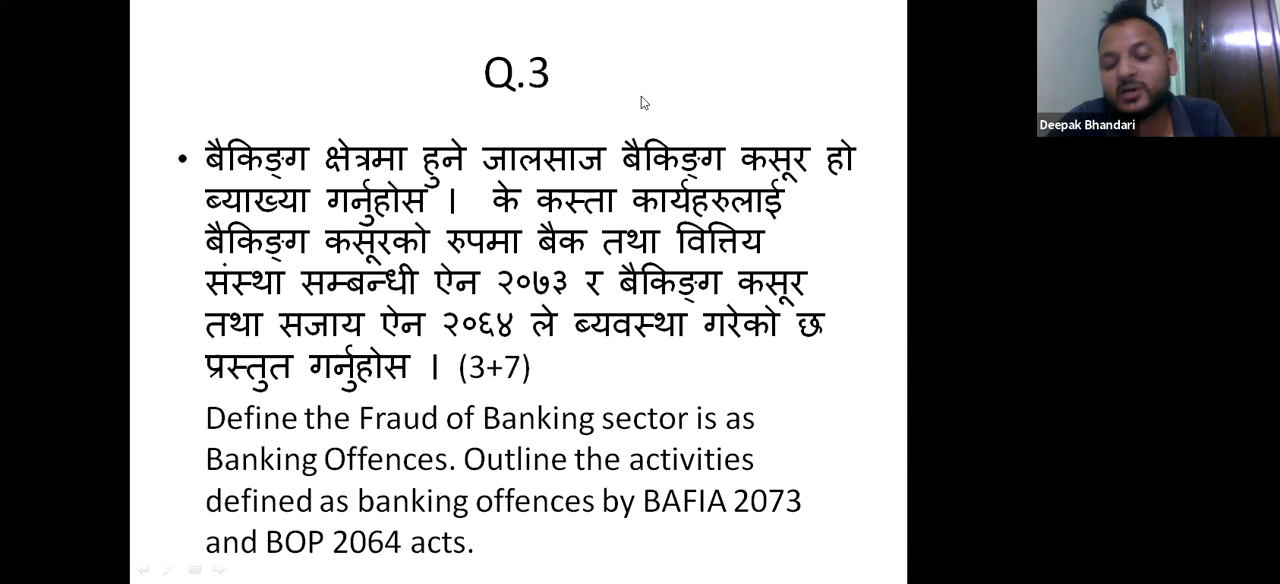 Q.3
• बैकिङ्ग क्षेत्रमा हुने जालसाज बैकिङ्ग कसूर हो
ब्याख्या गर्नुहोस । के कस्ता कार्यहरुलाई
बैकिङ्ग कसूरको रुपमा बैक तथा वित्तिय
संस्था सम्बन्धी ऐन २०७३ र बैकिङ्ग कसूर
तथा सजाय ऐन २०६४ ले ब्यवस्था गरेको छ
प्रस्तुत गर्नुहोस । (3+7)
Define the Fraud of Banking sector is as
Banking Offences. Outline the activities
defined as banking offences by BAFIA 2073
and BOP 2064 acts.
Deepak Bhandari